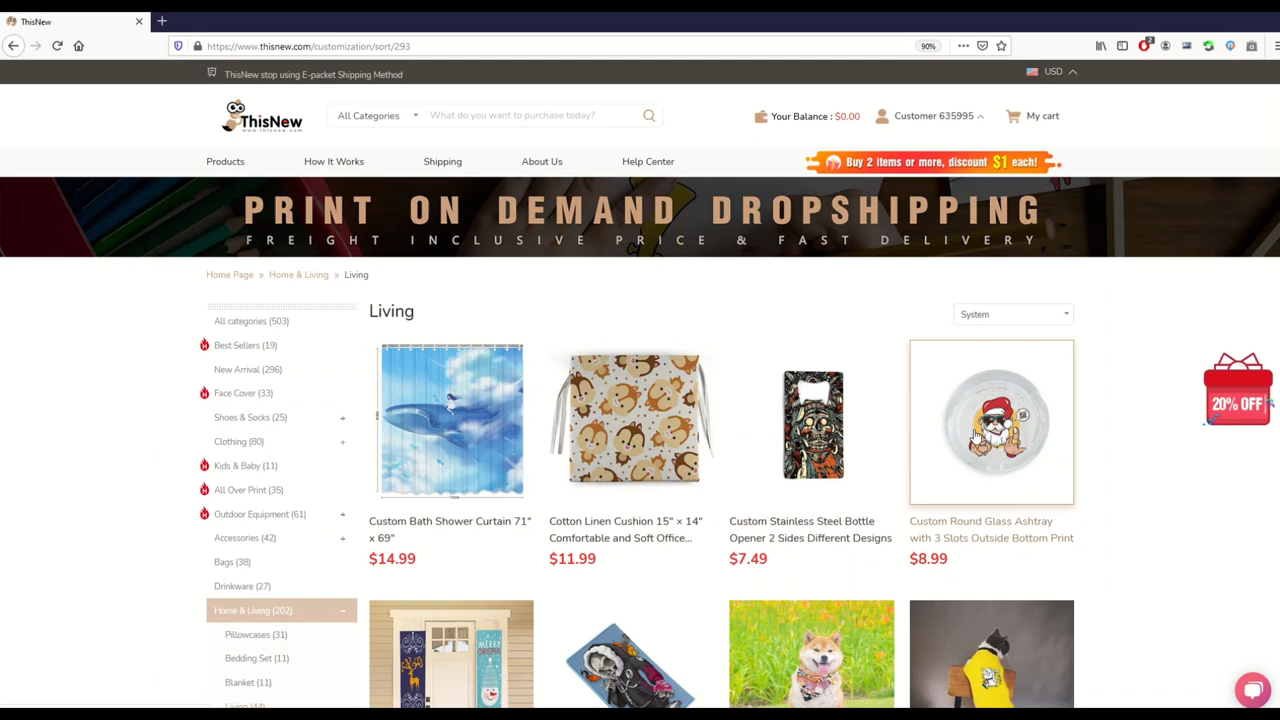 ThisNew
https://www.thisnew.com/customization/sort/293
90%
2
ThisNew stop using E-packet Shipping Method
USD
ThisNew
www.thisnew.com
All Categories
What do you want to purchase today?
Your Balance : $0.00
Customer 635995
My cart
Products
How It Works
Shipping
About Us
Help Center
Buy 2 items or more, discount $1 each!
PRINT ON DEMAND DROPSHIPPING
FREIGHT INCLUSIVE PRICE & FAST DELIVERY
Home Page » Home & Living » Living
All categories (503)
Best Sellers (19)
New Arrival (296)
Face Cover (33)
Shoes & Socks (25)
Clothing (80)
Kids & Baby (11)
All Over Print (35)
Outdoor Equipment (61)
Accessories (42)
Bags (38)
Drinkware (27)
Home & Living (202)
Pillowcases (31)
Bedding Set (11)
Blanket (11)
Living (44)
Living
System
Custom Bath Shower Curtain 71"
x 69"
$14.99
Cotton Linen Cushion 15" × 14"
Comfortable and Soft Office...
$11.99
Custom Stainless Steel Bottle
Opener 2 Sides Different Designs
$7.49
Custom Round Glass Ashtray
with 3 Slots Outside Bottom Print
$8.99
MERRY
CHRISTMAS
20% OFF